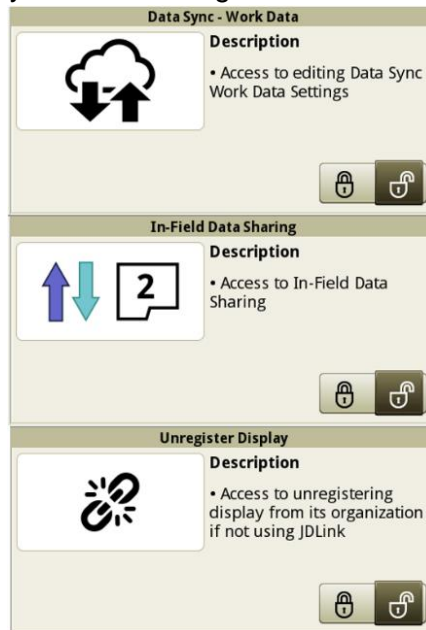 Data Sync - Work Data
Description
• Access to editing Data Sync
Work Data Settings
In-Field Data Sharing
2
Description
• Access to In-Field Data
Sharing
Unregister Display
Description
• Access to unregistering
display from its organization
if not using JDLink